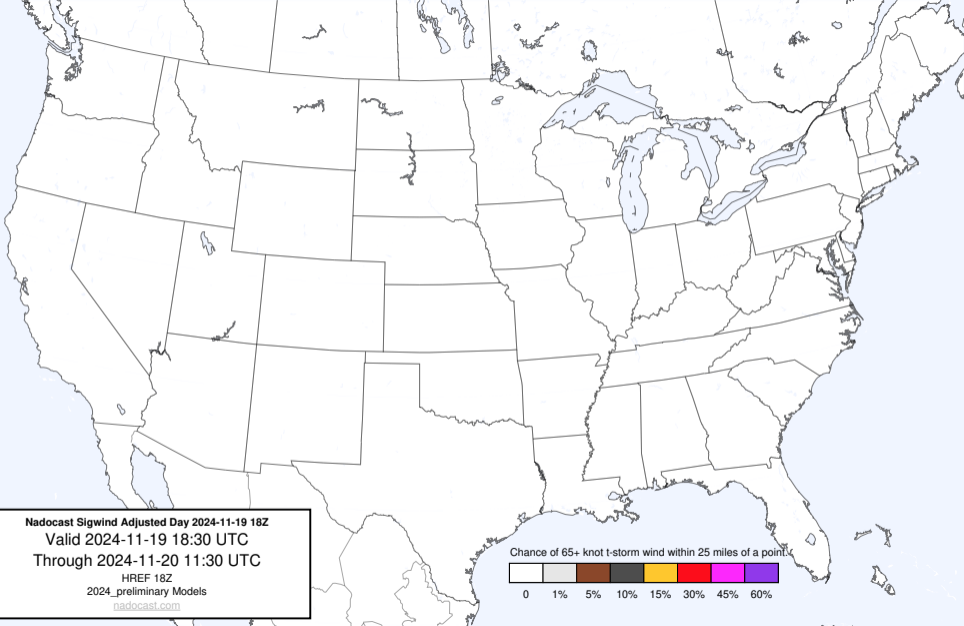 Nadocast Sigwind Adjusted Day 2024-11-19 18Z
Valid 2024-11-19 18:30 UTC
Through 2024-11-20 11:30 UTC
HREF 18Z
2024_preliminary Models
nadocast.com
Chance of 65+ knot t-storm wind within 25 miles of a point.
0 1% 5% 10% 15% 30% 45% 60%